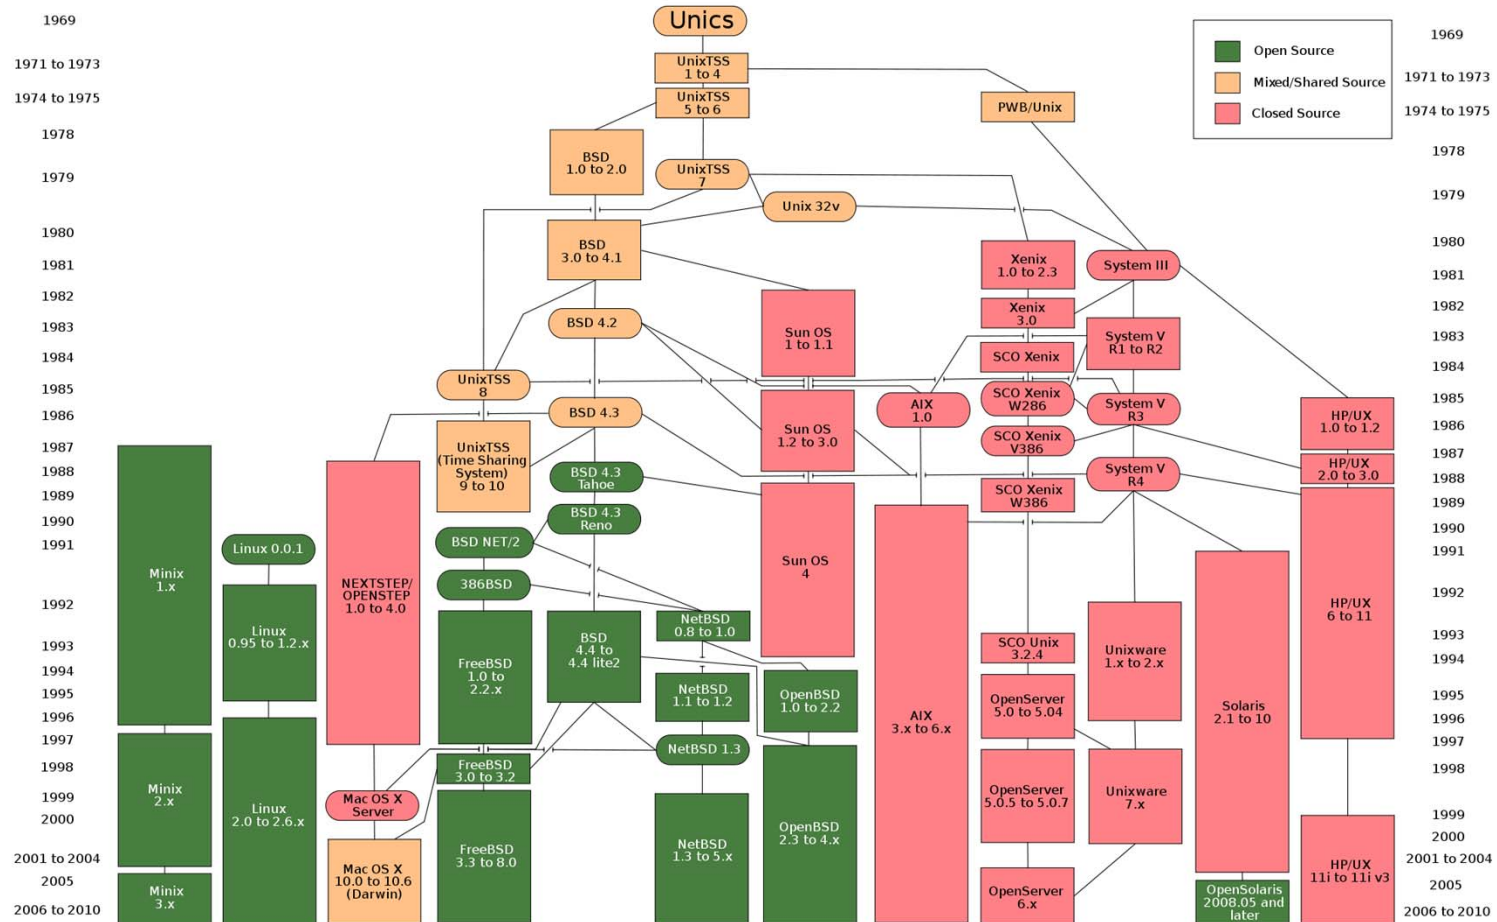 Unics
1969
1971 to 1973
1974 to 1975
1978
1979
1980
1981
1982
1983
1984
1985
1986
1987
1988
1989
1990
1991
1992
1993
1994
1995
1996
1997
1998
1999
2000
2001 to 2004
2005
2006 to 2010
Minix
1.x
Minix
2.x
Minix
3.x
Linux 0.0.1
Linux
0.95 to 1.2.x
Linux
2.0 to 2.6.x
NEXTSTEP/
OPENSTEP
1.0 to 4.0
Mac OS X
Server
Mac OS X
10.0 to 10.6
(Darwin)
UnixTSS
8
UnixTSS
(Time Sharing
System)
9 to 10
BSD NET/2
386BSD
FreeBSD
1.0 to
2.2.x
FreeBSD
3.0 to 3.2
FreeBSD
3.3 to 8.0
BSD
1.0 to 2.0
BSD
3.0 to 4.1
BSD 4.2
BSD 4.3
BSD 4.3
Tahoe
BSD 4.3
Reno
BSD
4.4 to
4.4 lite2
UnixTSS
1 to 4
UnixTSS
5 to 6
UnixTSS
7
NetBSD
0.8 to 1.0
NetBSD
1.1 to 1.2
NetBSD 1.3
NetBSD
1.3 to 5.x
Unix 32v
Sun OS
1 to 1.1
Sun OS
1.2 to 3.0
Sun OS
4
OpenBSD
1.0 to 2.2
OpenBSD
2.3 to 4.x
AIX
1.0
AIX
3.x to 6.x
PWB/Unix
Xenix
1.0 to 2.3
Xenix
3.0
SCO Xenix
SCO Xenix
W286
SCO Xenix
V386
SCO Xenix
W386
SCO Unix
3.2.4
OpenServer
5.0 to 5.04
OpenServer
5.0.5 to 5.0.7
OpenServer
6.x
System III
System V
R1 to R2
System V
R3
System V
R4
Unixware
1.x to 2.x
Unixware
7.x
Solaris
2.1 to 10
OpenSolaris
2008.05 and
later
HP/UX
1.0 to 1.2
HP/UX
2.0 to 3.0
HP/UX
6 to 11
HP/UX
11i to 11i v3
Open Source
Mixed/Shared Source
Closed Source
1969
1971 to 1973
1974 to 1975
1978
1979
1980
1981
1982
1983
1984
1985
1986
1987
1988
1989
1990
1991
1992
1993
1994
1995
1996
1997
1998
1999
2000
2001 to 2004
2005
2006 to 2010